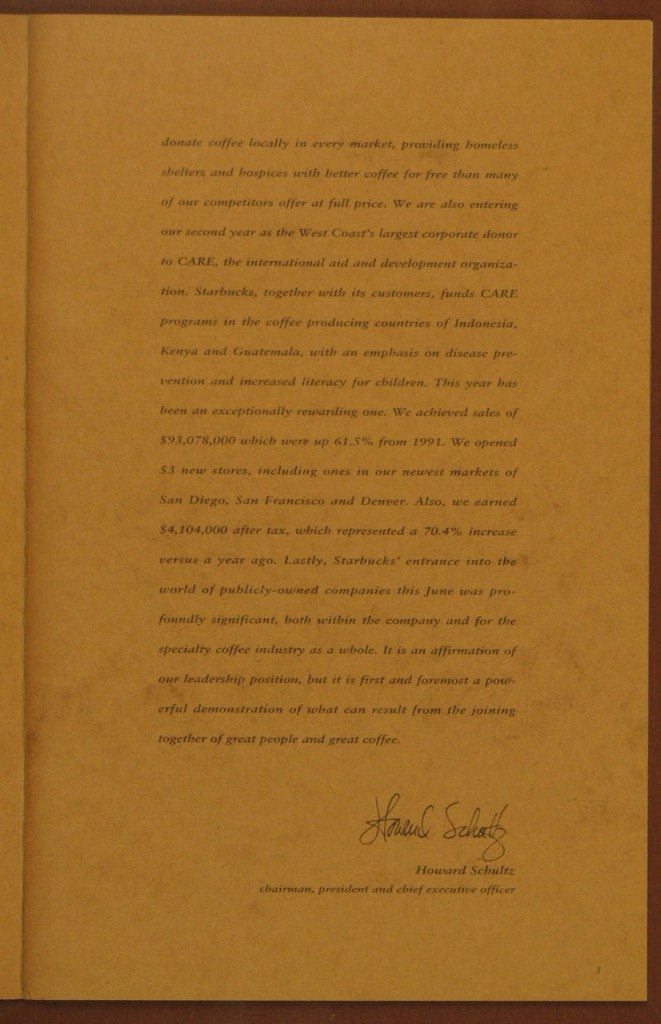 donate coffee locally in every market, providing homeless
shelters and hospices with better coffee for free than many
of our competitors offer at full price. We are also entering
our second year as the West Coast's largest corporate donor
to CARE, the international aid and development organiza-
tion. Starbucks, together with its customers, funds CARE
programs in the coffee producing countries of Indonesia,
Kenya and Guatemala, with an emphasis on disease pre-
vention and increased literacy for children. This year has
been an exceptionally rewarding one. We achieved sales of
$93,078,000 which were up 61.5% from 1991. We opened
53 new stores, including ones in our newest markets of
San Diego, San Francisco and Denver. Also, we earned
$4,104,000 after tax, which represented a 70.4% increase
versus a year ago. Lastly, Starbucks' entrance into the
world of publicly-owned companies this June was pro-
foundly significant, both within the company and for the
specialty coffee industry as a whole. It is an affirmation of
our leadership position, but it is first and foremost a pow-
erful demonstration of what can result from the joining
together of great people and great coffee.
Howard Schultz
Howard Schultz
chairman, president and chief executive officer
3